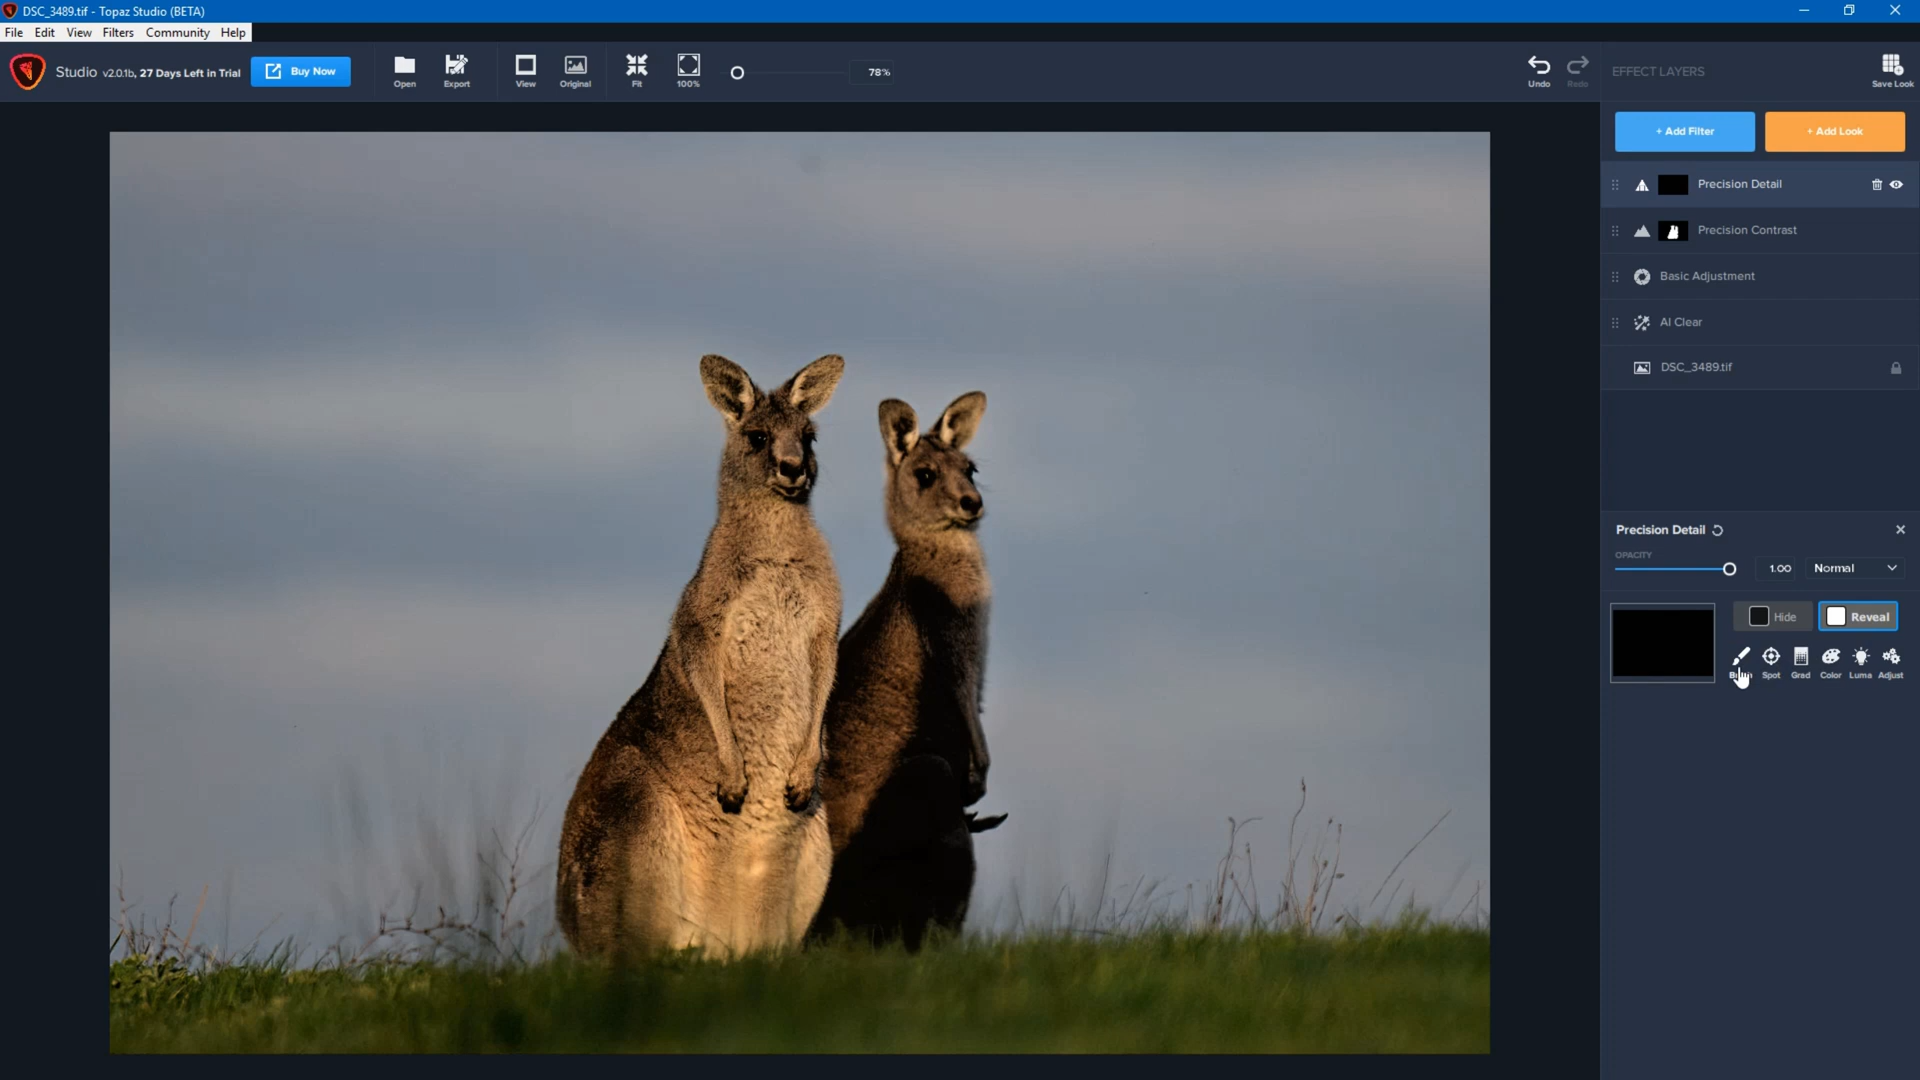 DSC_3489.tif - Topaz Studio (BETA)
File Edit View Filters Community Help
Studio v2.0.1b, 27 Days Left in Trial
Buy Now
Open
Export
View
Original
Fit
100%
78%
Undo
Redo
EFFECT LAYERS
Save Look
+ Add Filter
+ Add Look
Precision Detail
Precision Contrast
Basic Adjustment
AI Clear
DSC_3489.tif
Precision Detail
OPACITY
1.00
Normal
Hide
Reveal
Spot
Grad
Color
Luma
Adjust